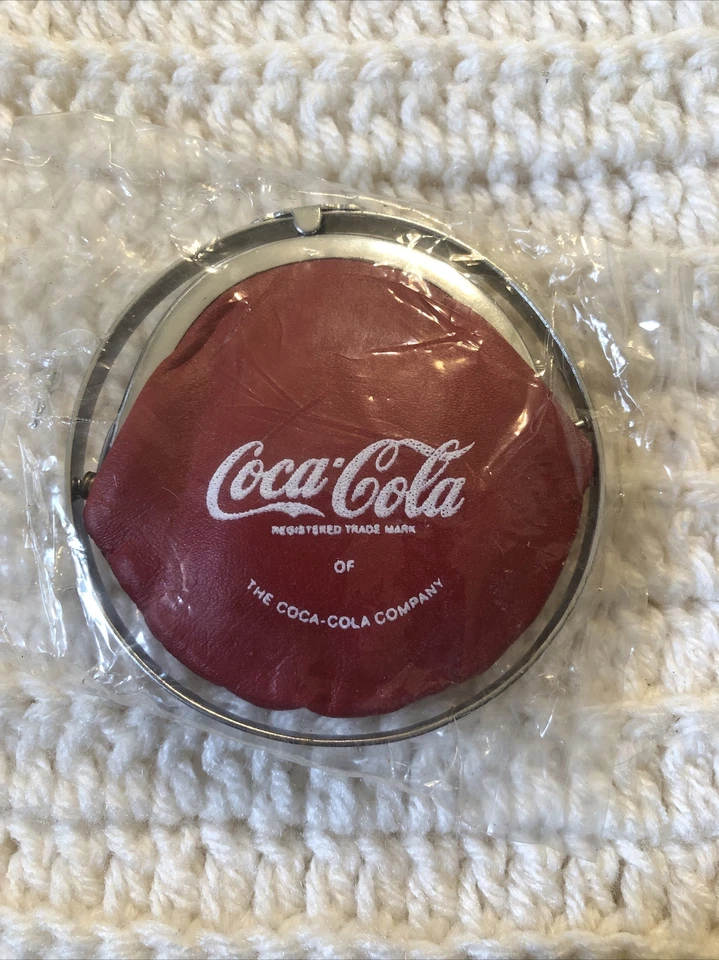 Coca-Cola
REGISTERED TRADE MARK
OF
THE COCA-COLA COMPANY